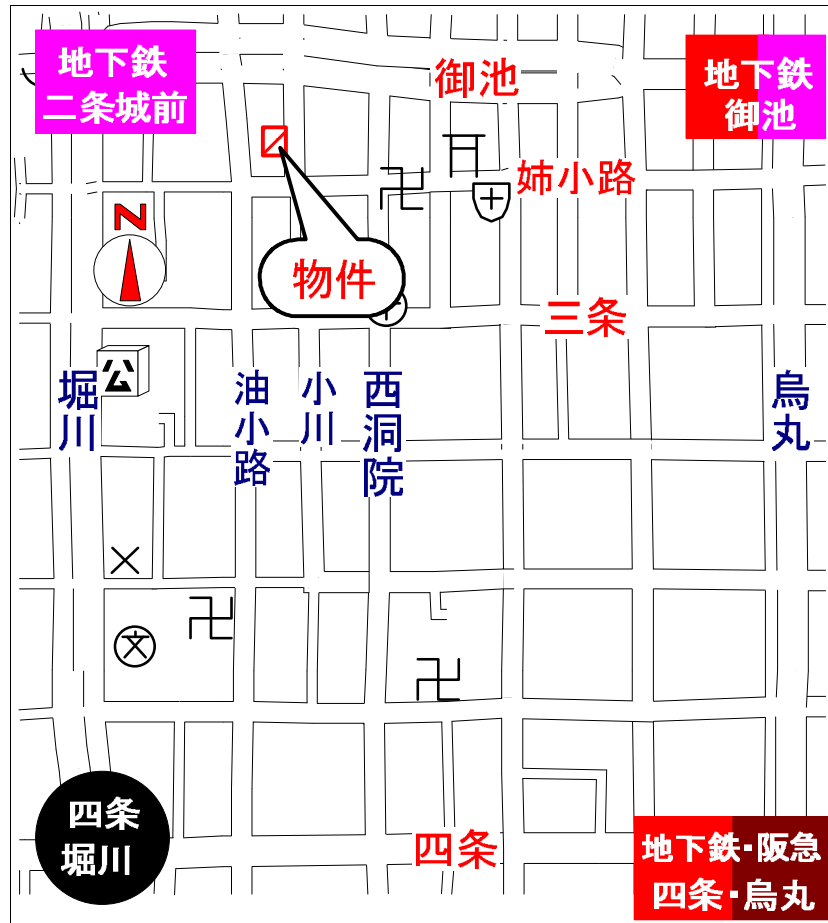 地下鉄
二条城前
御池
地下鉄
御池
姉小路
N
物件
三条
公
堀川
油小路
小川
西洞院
烏丸
文
四条
堀川
四条
地下鉄・阪急
四条・烏丸